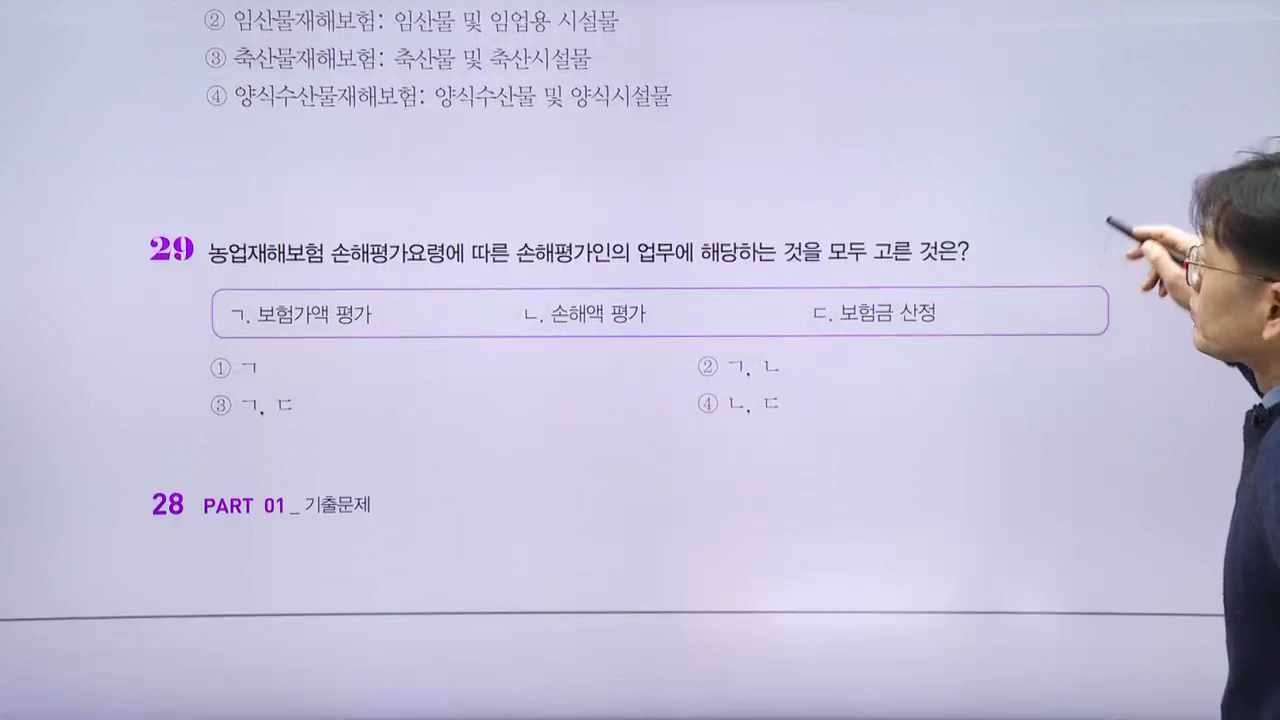 ② 임산물재해보험: 임산물 및 임업용 시설물
③ 축산물재해보험: 축산물 및 축산시설물
④ 양식수산물재해보험: 양식수산물 및 양식시설물
29 농업재해보험 손해평가요령에 따른 손해평가인의 업무에 해당하는 것을 모두 고른 것은?
ㄱ. 보험가액 평가 ㄴ. 손해액 평가 ㄷ. 보험금 산정
① ㄱ ② ㄱ, ㄴ
③ ㄱ, ㄷ ④ ㄴ, ㄷ
28 PART 01 _ 기출문제